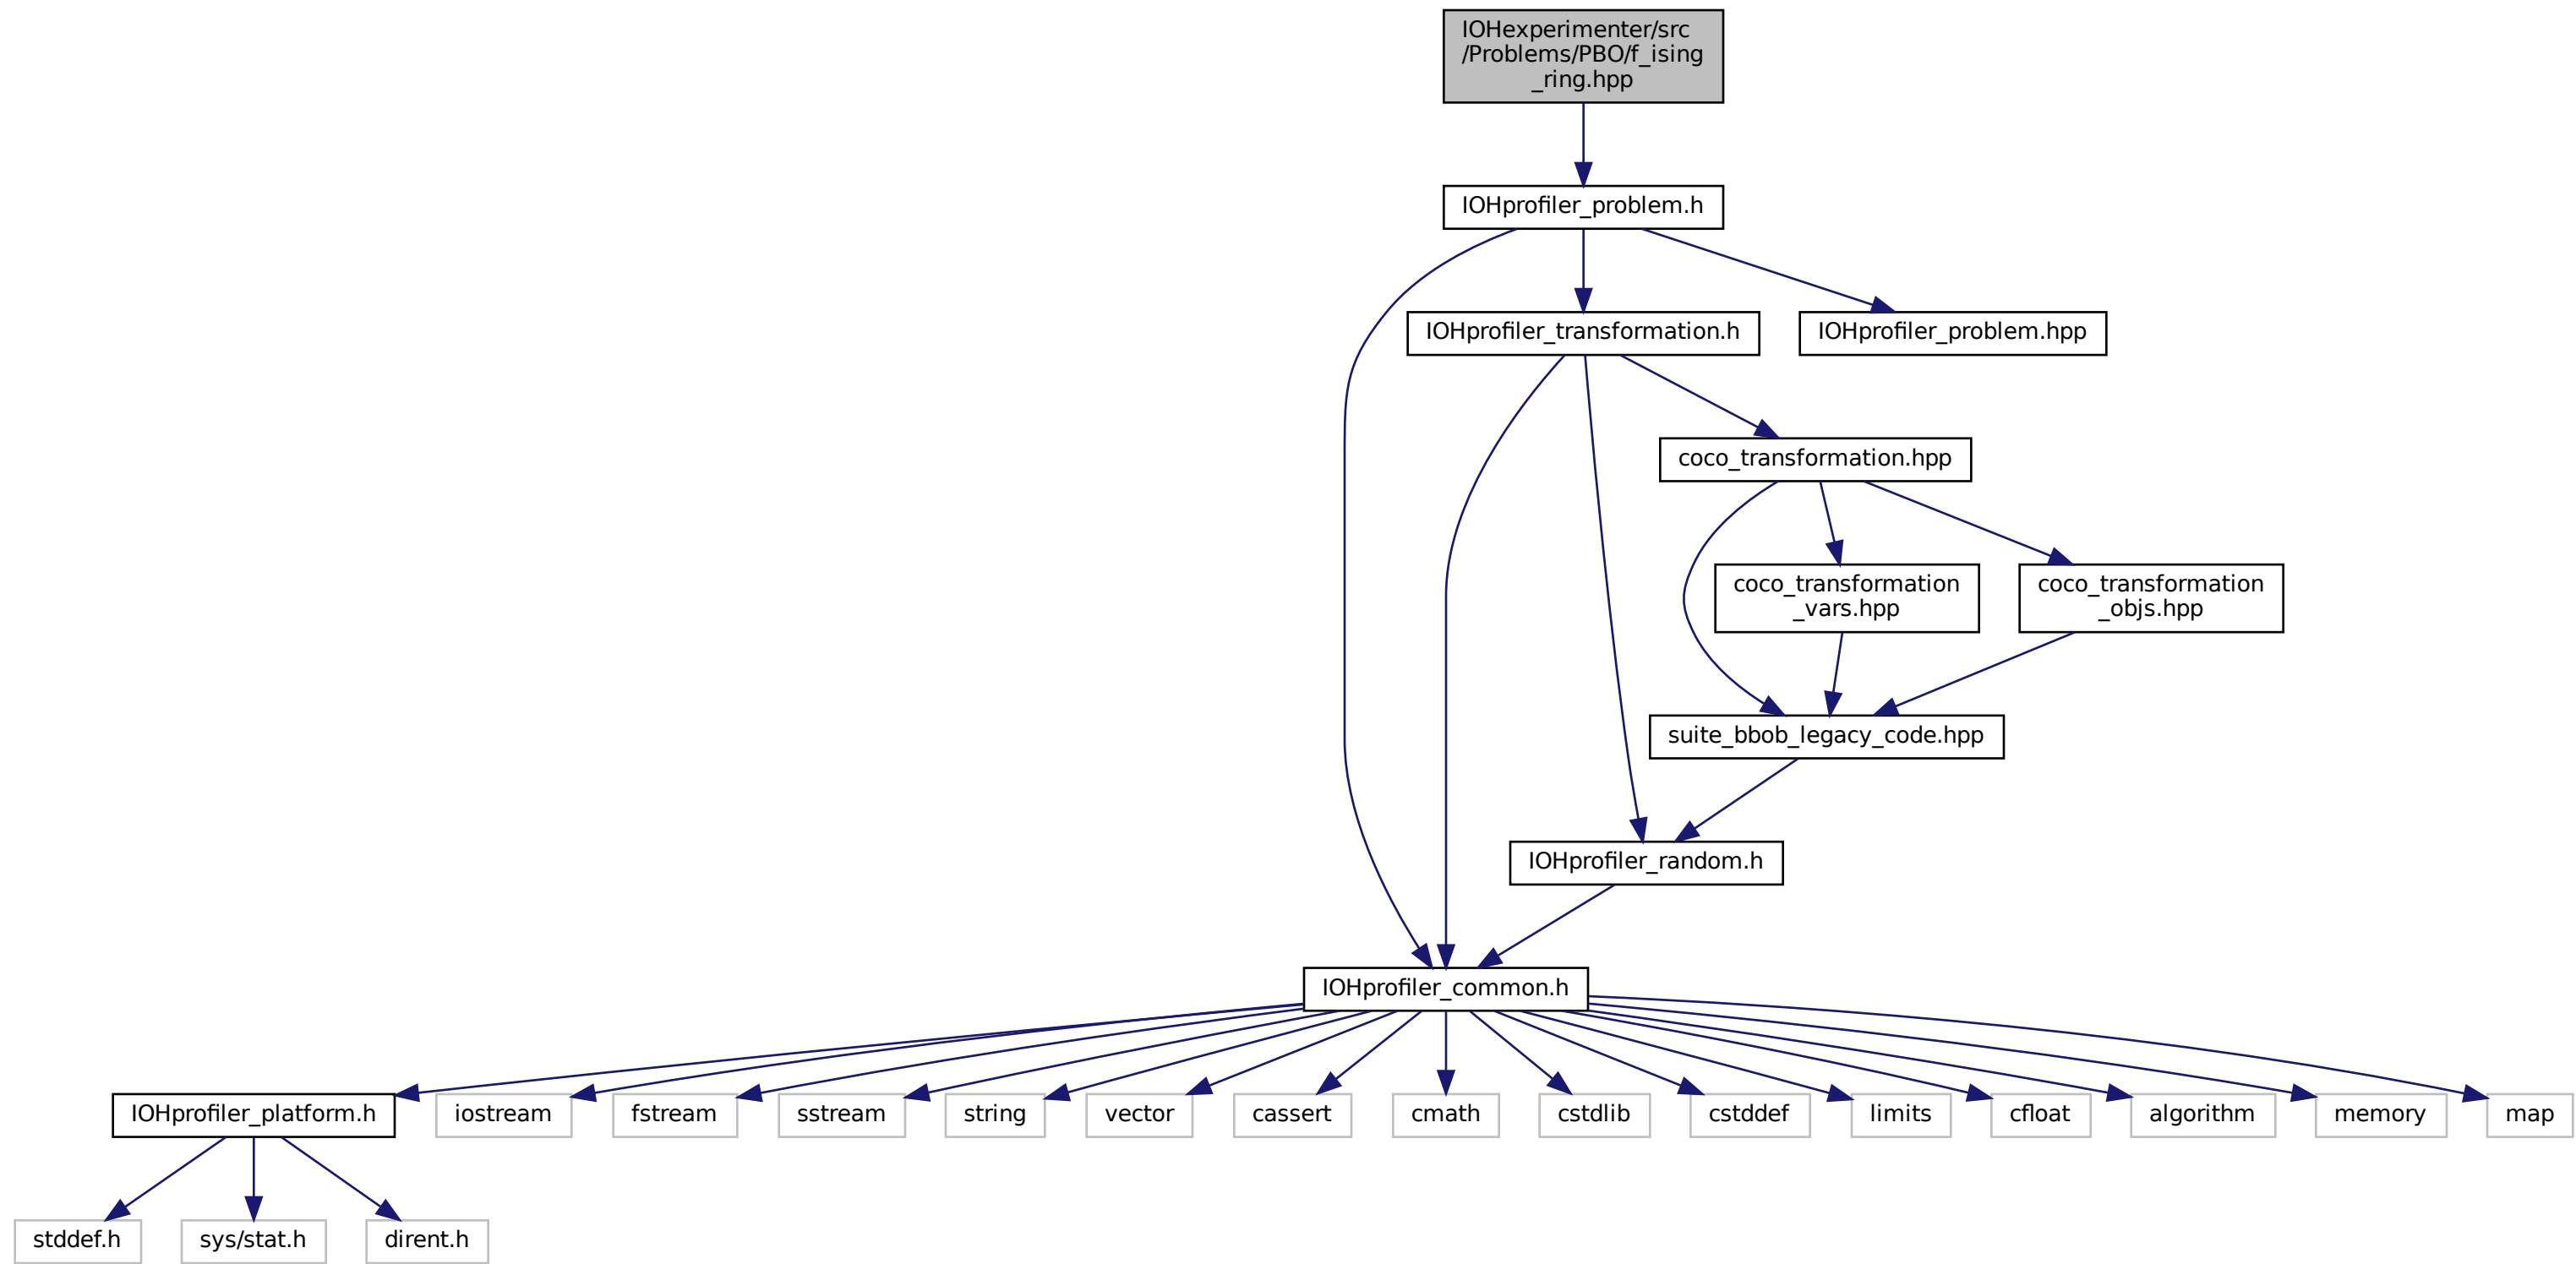 IOHexperimenter/src
/Problems/PBO/f_ising
_ring.hpp
IOHprofiler_problem.h
IOHprofiler_transformation.h
IOHprofiler_problem.hpp
coco_transformation.hpp
coco_transformation
_vars.hpp
coco_transformation
_objs.hpp
suite_bbob_legacy_code.hpp
IOHprofiler_random.h
IOHprofiler_common.h
IOHprofiler_platform.h
iostream
fstream
sstream
string
vector
cassert
cmath
cstdlib
cstddef
limits
cfloat
algorithm
memory
map
stddef.h
sys/stat.h
dirent.h